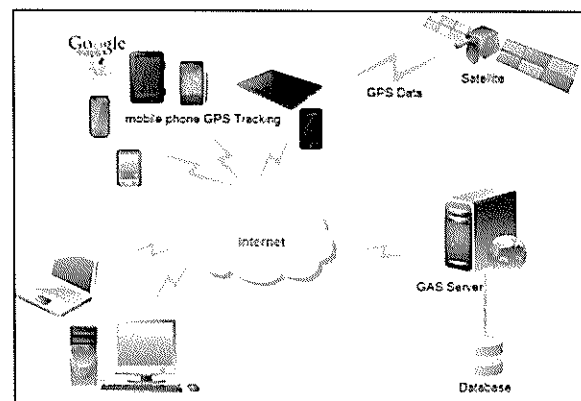 Google
Satellite
GPS Data
mobile phone GPS Tracking
Internet
GAS Server
Database